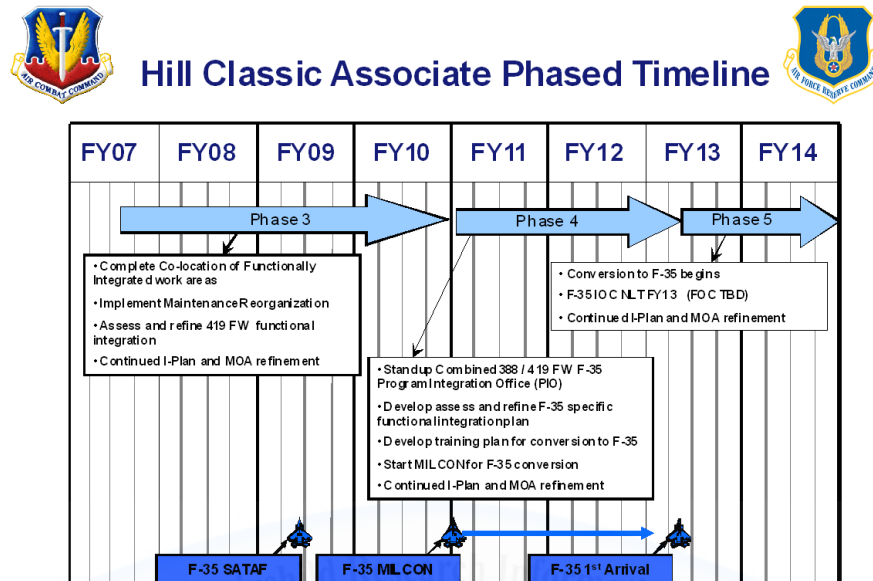 Hill Classic Associate Phased Timeline
AIR COMBAT COMMAND
AIR FORCE RESERVE COMMAND
FY07 FY08 FY09 FY10 FY11 FY12 FY13 FY14
Phase 3
Phase 4
Phase 5
• Complete Co-location of Functionally
Integrated work areas
• Implement Maintenance Reorganization
• Assess and refine 419 FW functional
integration
• Continued I-Plan and MOA refinement
• Conversion to F-35 begins
• F-35 IOC NLT FY13 (FOC TBD)
• Continued I-Plan and MOA refinement
• Standup Combined 388 / 419 FW F-35
Program Integration Office (PIO)
• Develop assess and refine F-35 specific
functional integration plan
• Develop training plan for conversion to F-35
• Start MILCON for F-35 conversion
• Continued I-Plan and MOA refinement
F-35 SATAF
F-35 MILCON
F-35 1st Arrival